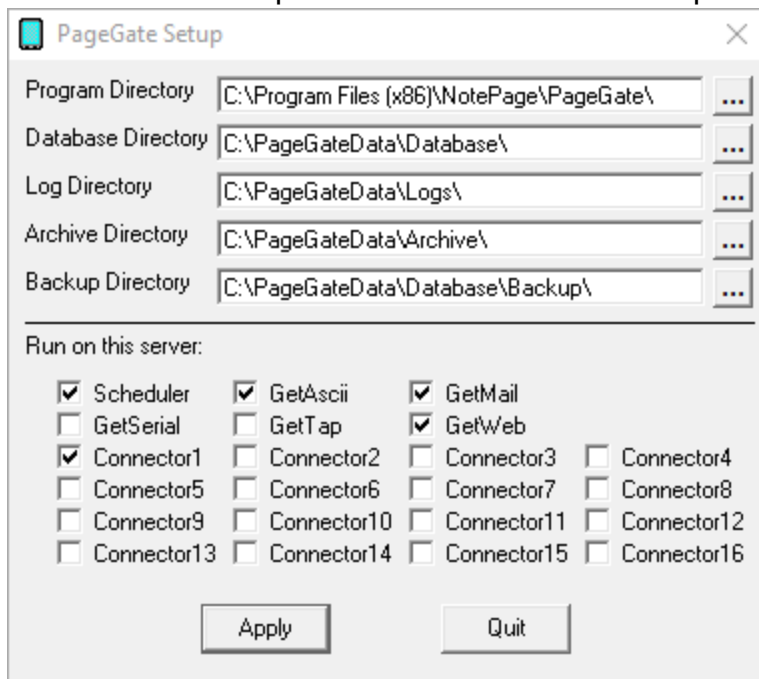 PageGate Setup
Program Directory C:\Program Files (x86)\NotePage\PageGate\ ...
Database Directory C:\PageGateData\Database\ ...
Log Directory C:\PageGateData\Logs\ ...
Archive Directory C:\PageGateData\Archive\ ...
Backup Directory C:\PageGateData\Database\Backup\ ...
Run on this server:
Scheduler GetAscii GetMail
GetSerial GetTap GetWeb
Connector1 Connector2 Connector3 Connector4
Connector5 Connector6 Connector7 Connector8
Connector9 Connector10 Connector11 Connector12
Connector13 Connector14 Connector15 Connector16
Apply Quit